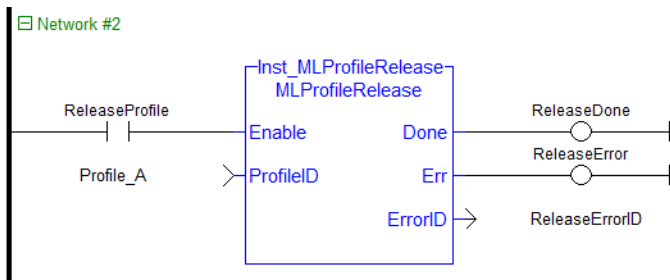 Network #2
Inst_MLProfileRelease
MLProfileRelease
ReleaseProfile
Enable
Done
ReleaseDone
Profile_A
ProfileID
Err
ReleaseError
ErrorID
ReleaseErrorID